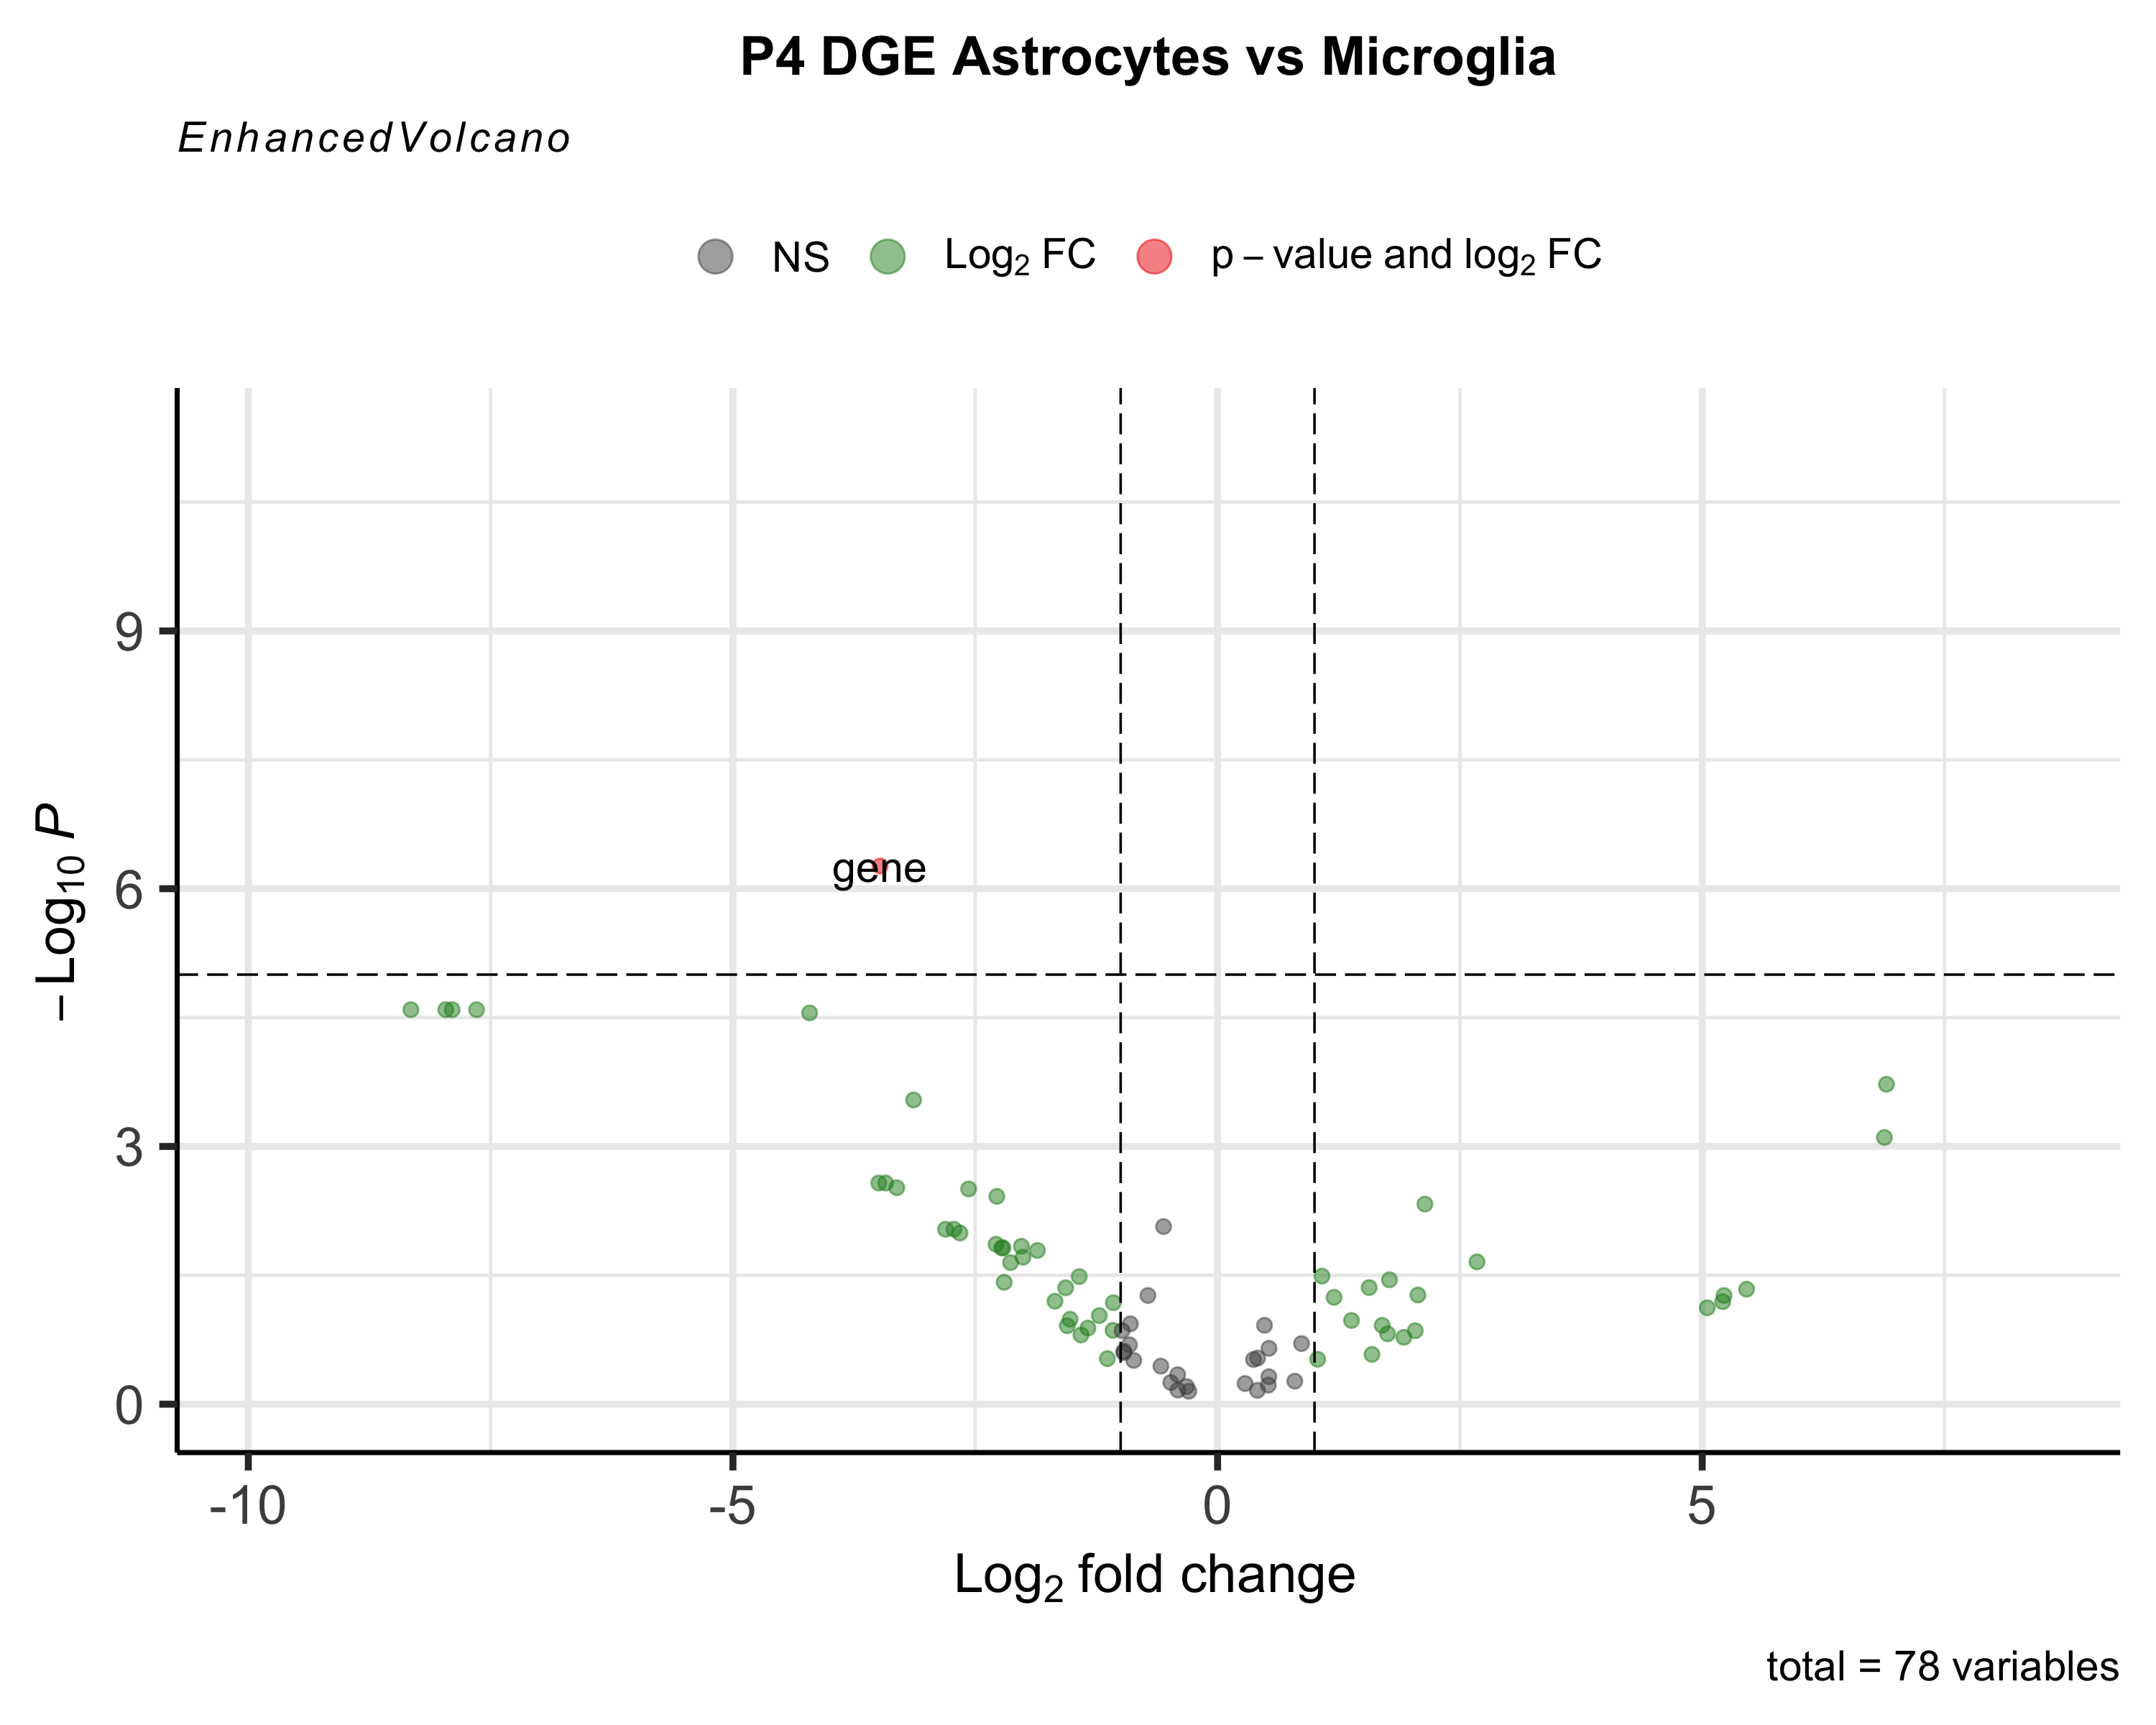 P4 DGE Astrocytes vs Microglia
EnhancedVolcano
NS Log₂ FC p – value and log₂ FC
9
6
3
0
– Log₁₀ P
gene
-10 -5 0 5
Log₂ fold change
total = 78 variables